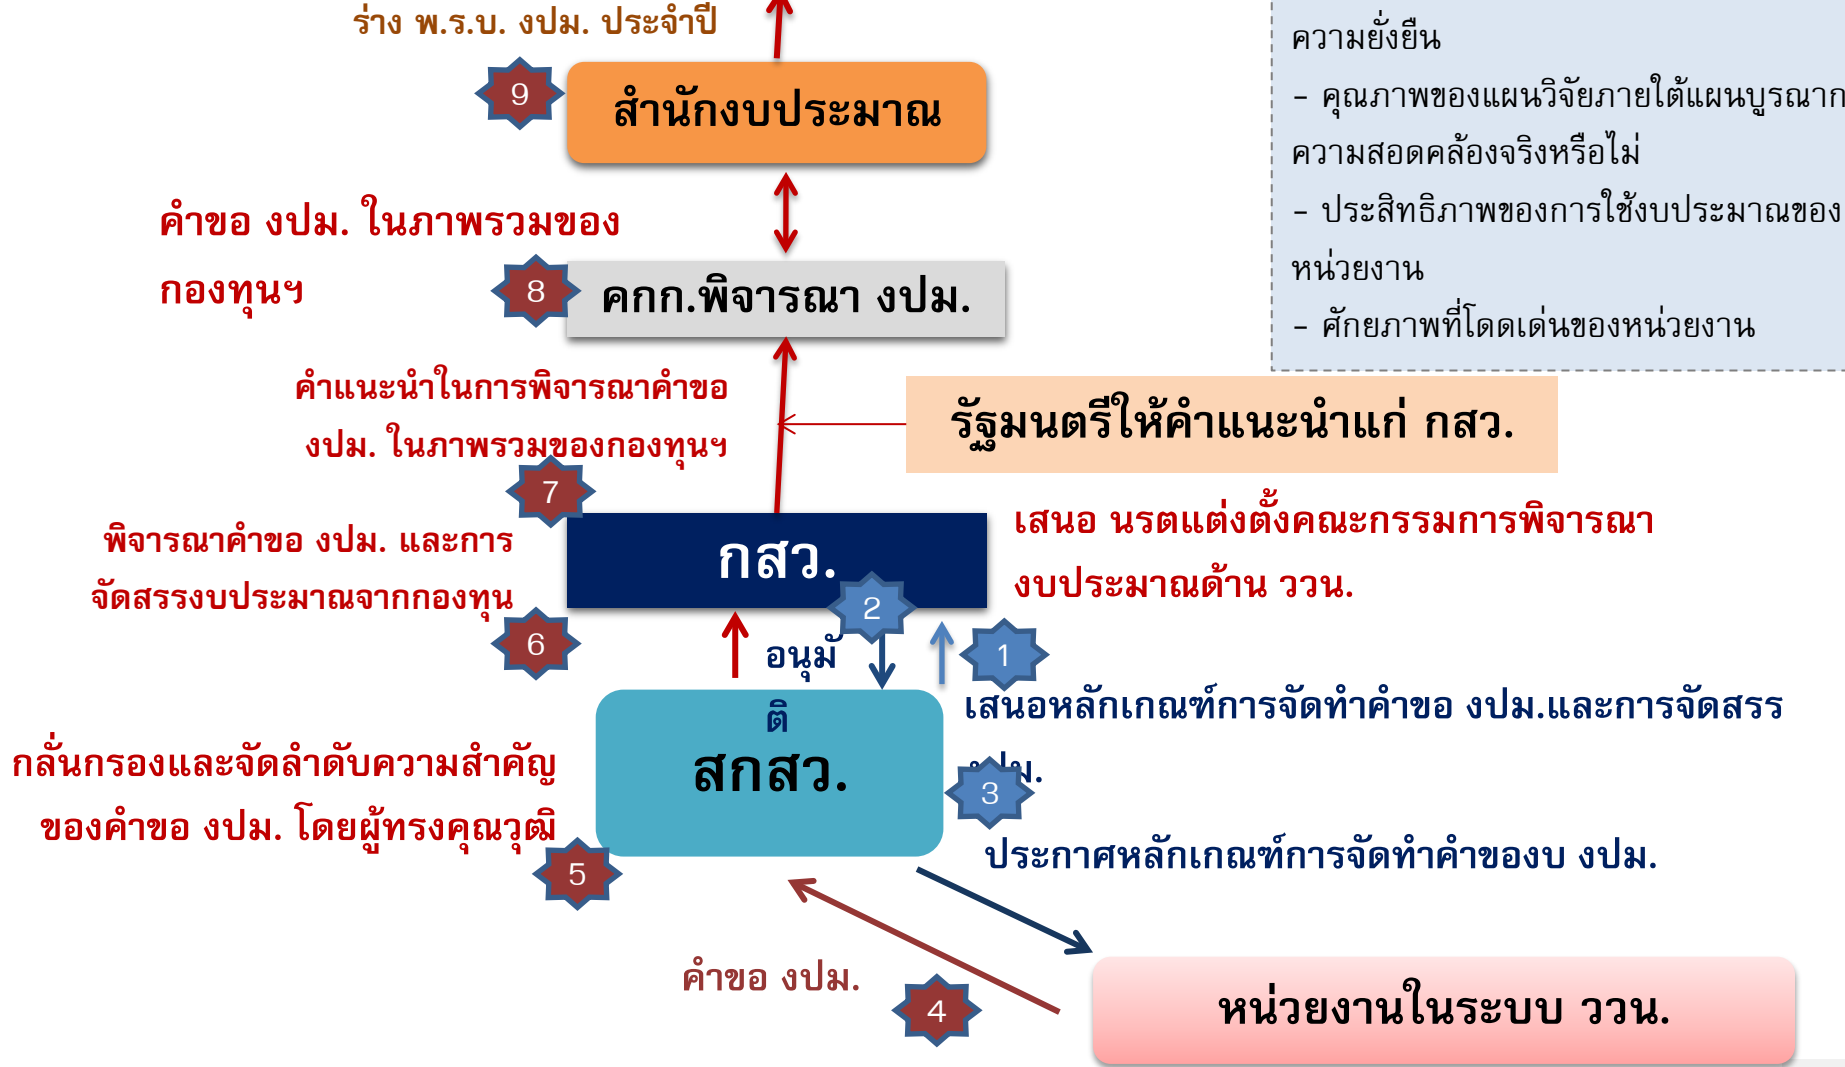 ร่าง พ.ร.บ. งปม. ประจำปี
9
สำนักงบประมาณ
ความยั่งยืน
- คุณภาพของแผนวิจัยภายใต้แผนบูรณาก
ความสอดคล้องจริงหรือไม่
- ประสิทธิภาพของการใช้งบประมาณของ
หน่วยงาน
- ศักยภาพที่โดดเด่นของหน่วยงาน
คำขอ งปม. ในภาพรวมของ
กองทุนฯ
8
คกก.พิจารณา งปม.
คำแนะนำในการพิจารณาคำขอ
งปม. ในภาพรวมของกองทุนฯ
รัฐมนตรีให้คำแนะนำแก่ กสว.
7
พิจารณาคำขอ งปม. และการ
จัดสรรงบประมาณจากกองทุน
6
กสว.
2
เสนอ นรตแต่งตั้งคณะกรรมการพิจารณา
งบประมาณด้าน ววน.
อนุมั
ติ
1
เสนอหลักเกณฑ์การจัดทำคำขอ งปม.และการจัดสรร
งปม.
สกสว.
3
กลั่นกรองและจัดลำดับความสำคัญ
ของคำขอ งปม. โดยผู้ทรงคุณวุฒิ
5
ประกาศหลักเกณฑ์การจัดทำคำของบ งปม.
คำขอ งปม.
4
หน่วยงานในระบบ ววน.